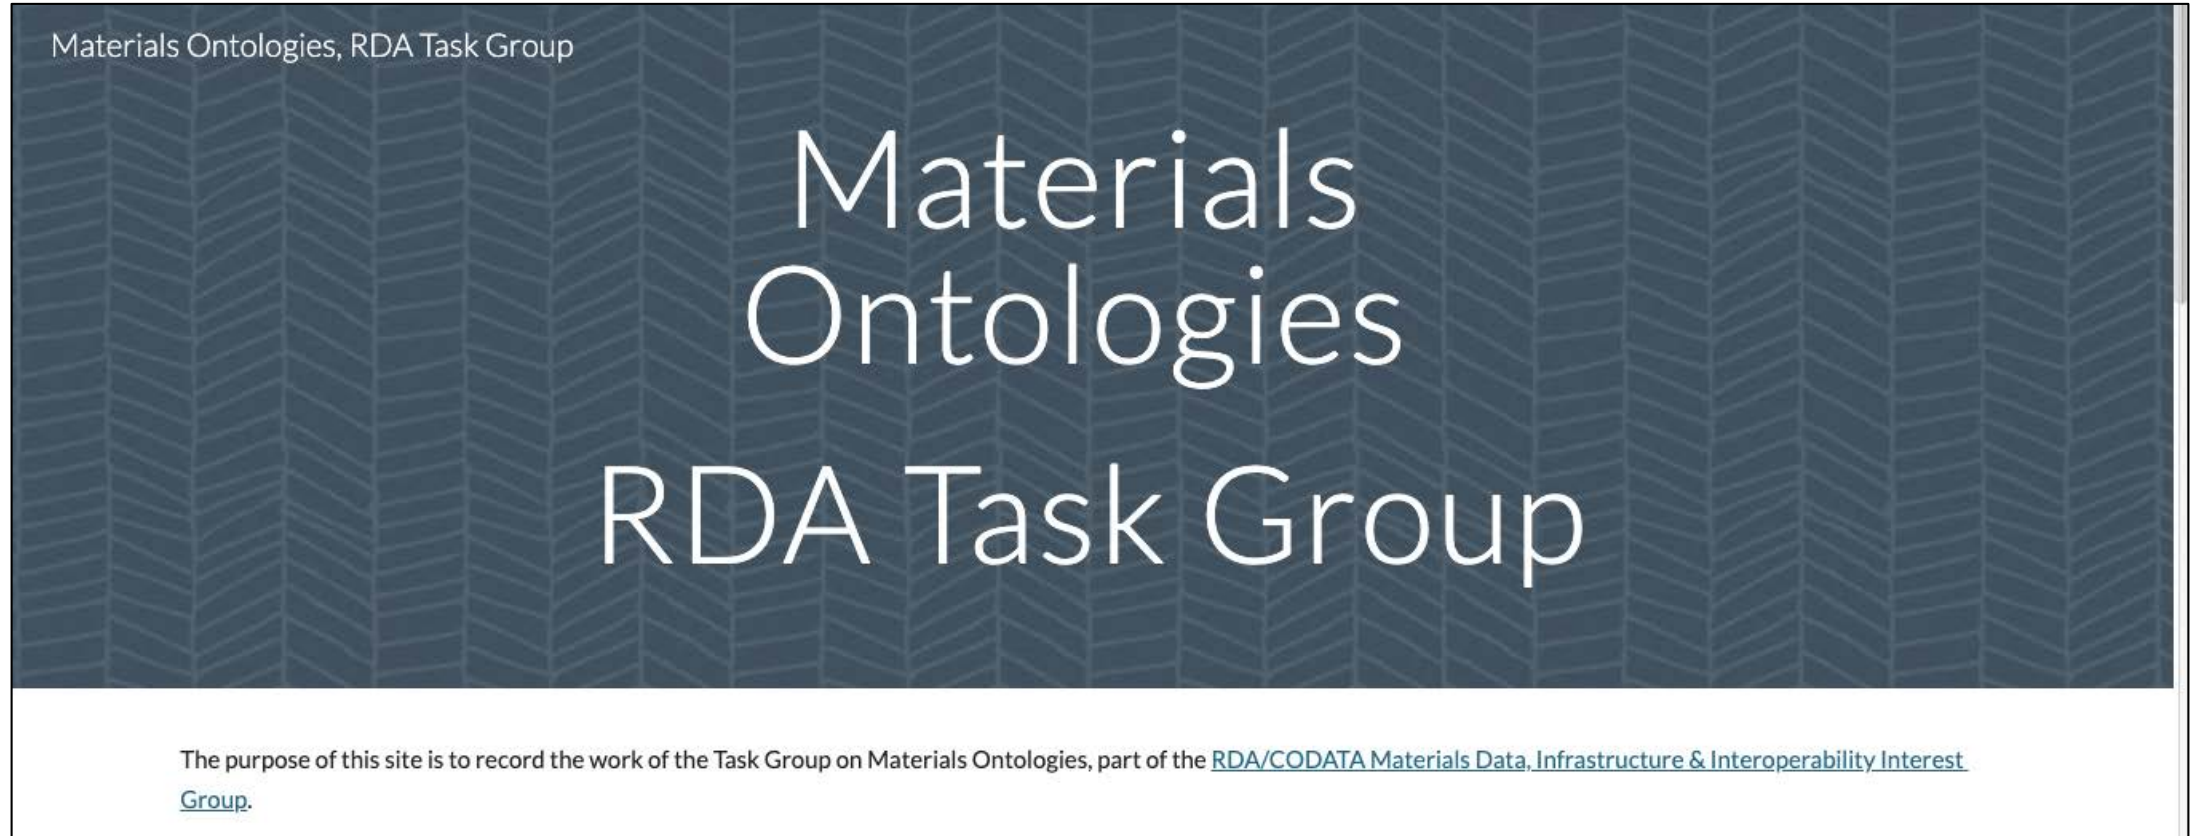 Materials Ontologies, RDA Task Group
Materials
Ontologies
RDA Task Group
The purpose of this site is to record the work of the Task Group on Materials Ontologies, part of the RDA/CODATA Materials Data, Infrastructure & Interoperability Interest
Group.